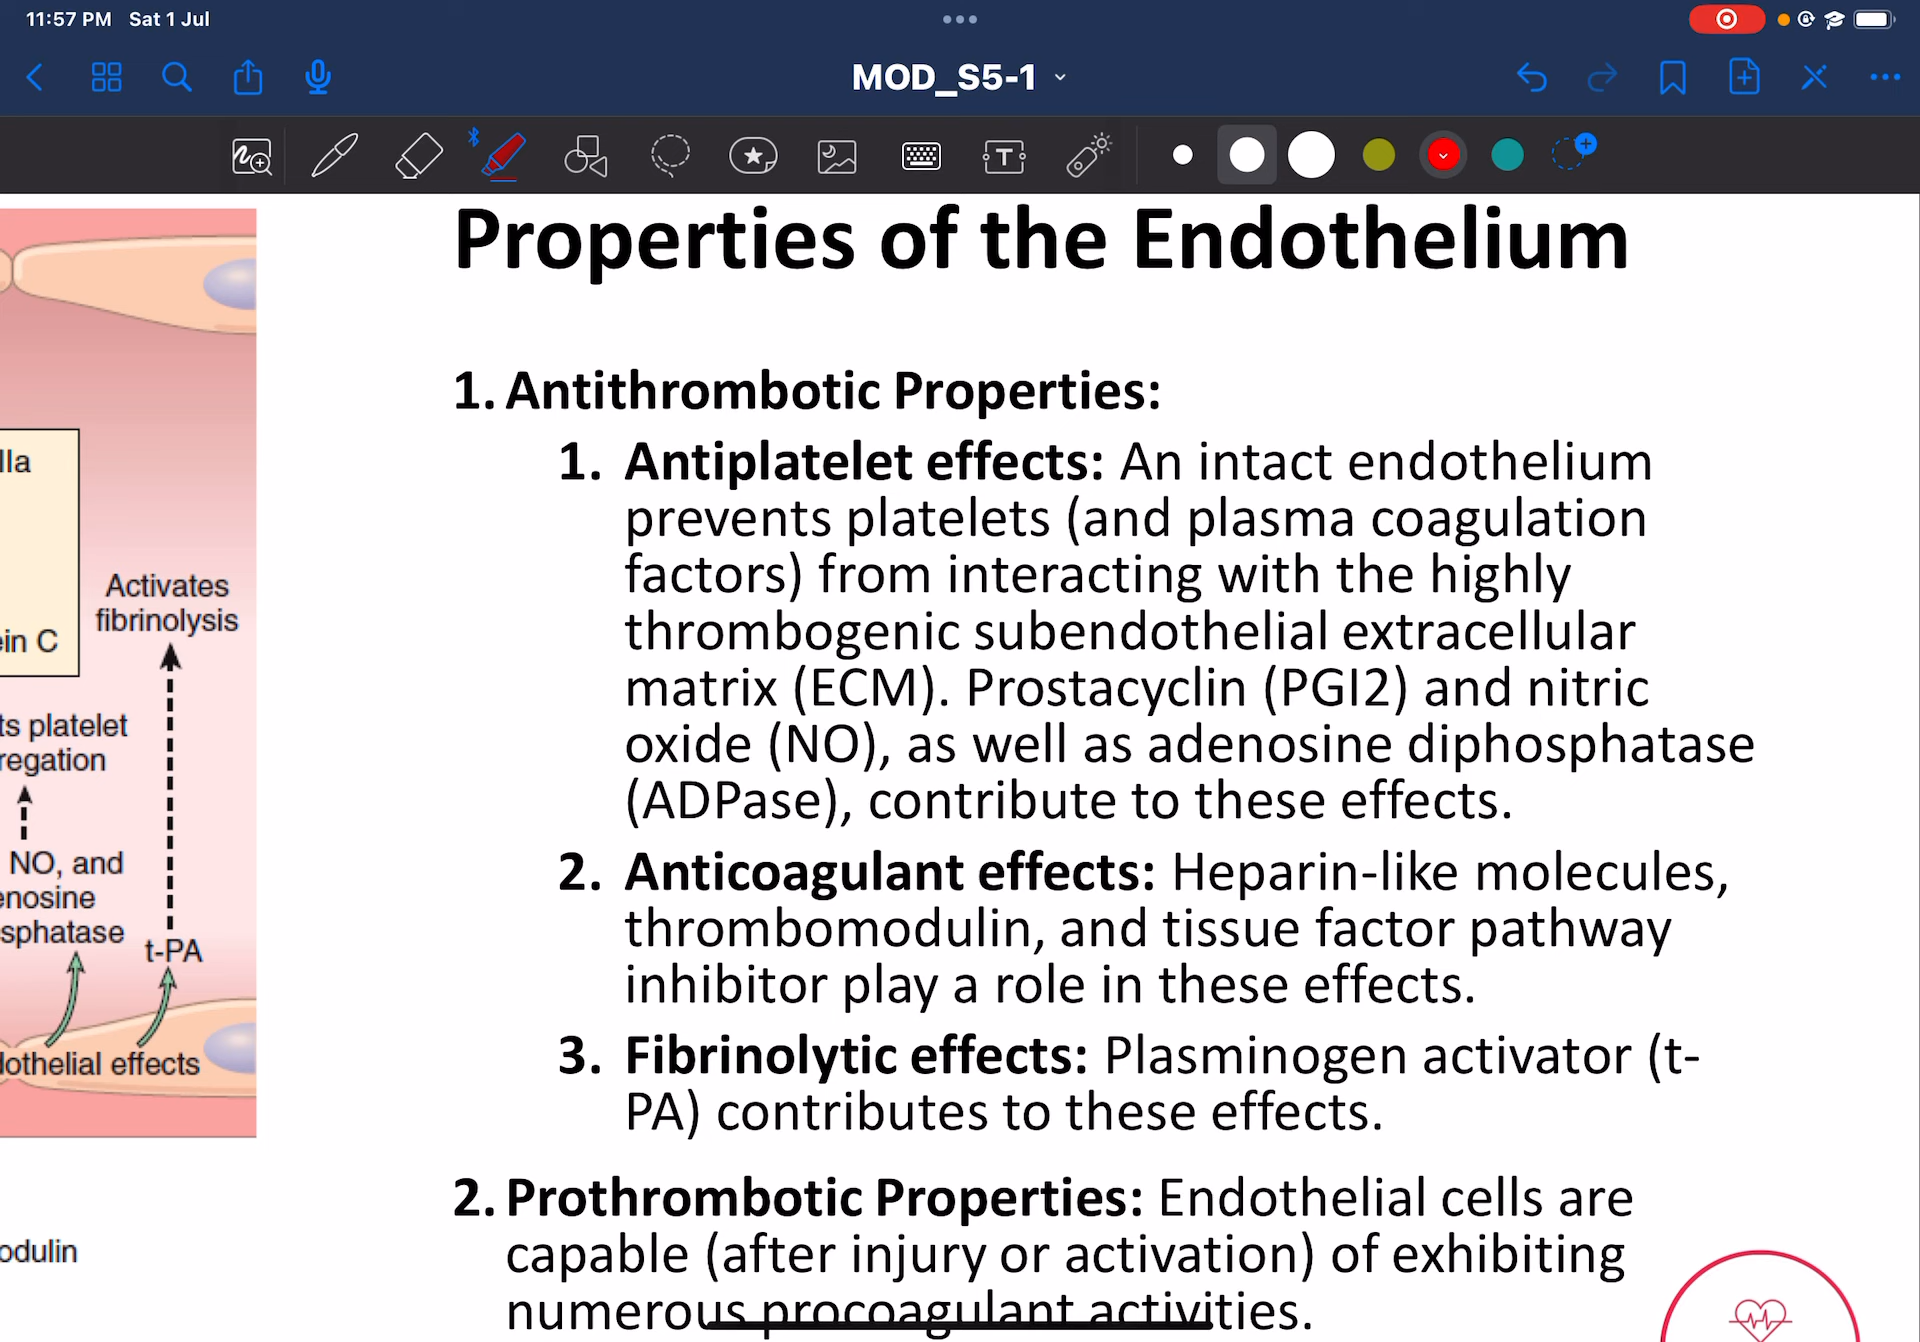 11:57 PM Sat 1 Jul
MOD_S5-1
T
Properties of the Endothelium
1. Antithrombotic Properties:
1. Antiplatelet effects: An intact endothelium
prevents platelets (and plasma coagulation
factors) from interacting with the highly
thrombogenic subendothelial extracellular
matrix (ECM). Prostacyclin (PGI2) and nitric
oxide (NO), as well as adenosine diphosphatase
(ADPase), contribute to these effects.
2. Anticoagulant effects: Heparin-like molecules,
thrombomodulin, and tissue factor pathway
inhibitor play a role in these effects.
3. Fibrinolytic effects: Plasminogen activator (t-
PA) contributes to these effects.
2. Prothrombotic Properties: Endothelial cells are
capable (after injury or activation) of exhibiting
numerous procoagulant activities.
lla
ein C
Activates
fibrinolysis
ts platelet
regation
NO, and
enosine
sphatase
t-PA
dothelial effects
odulin